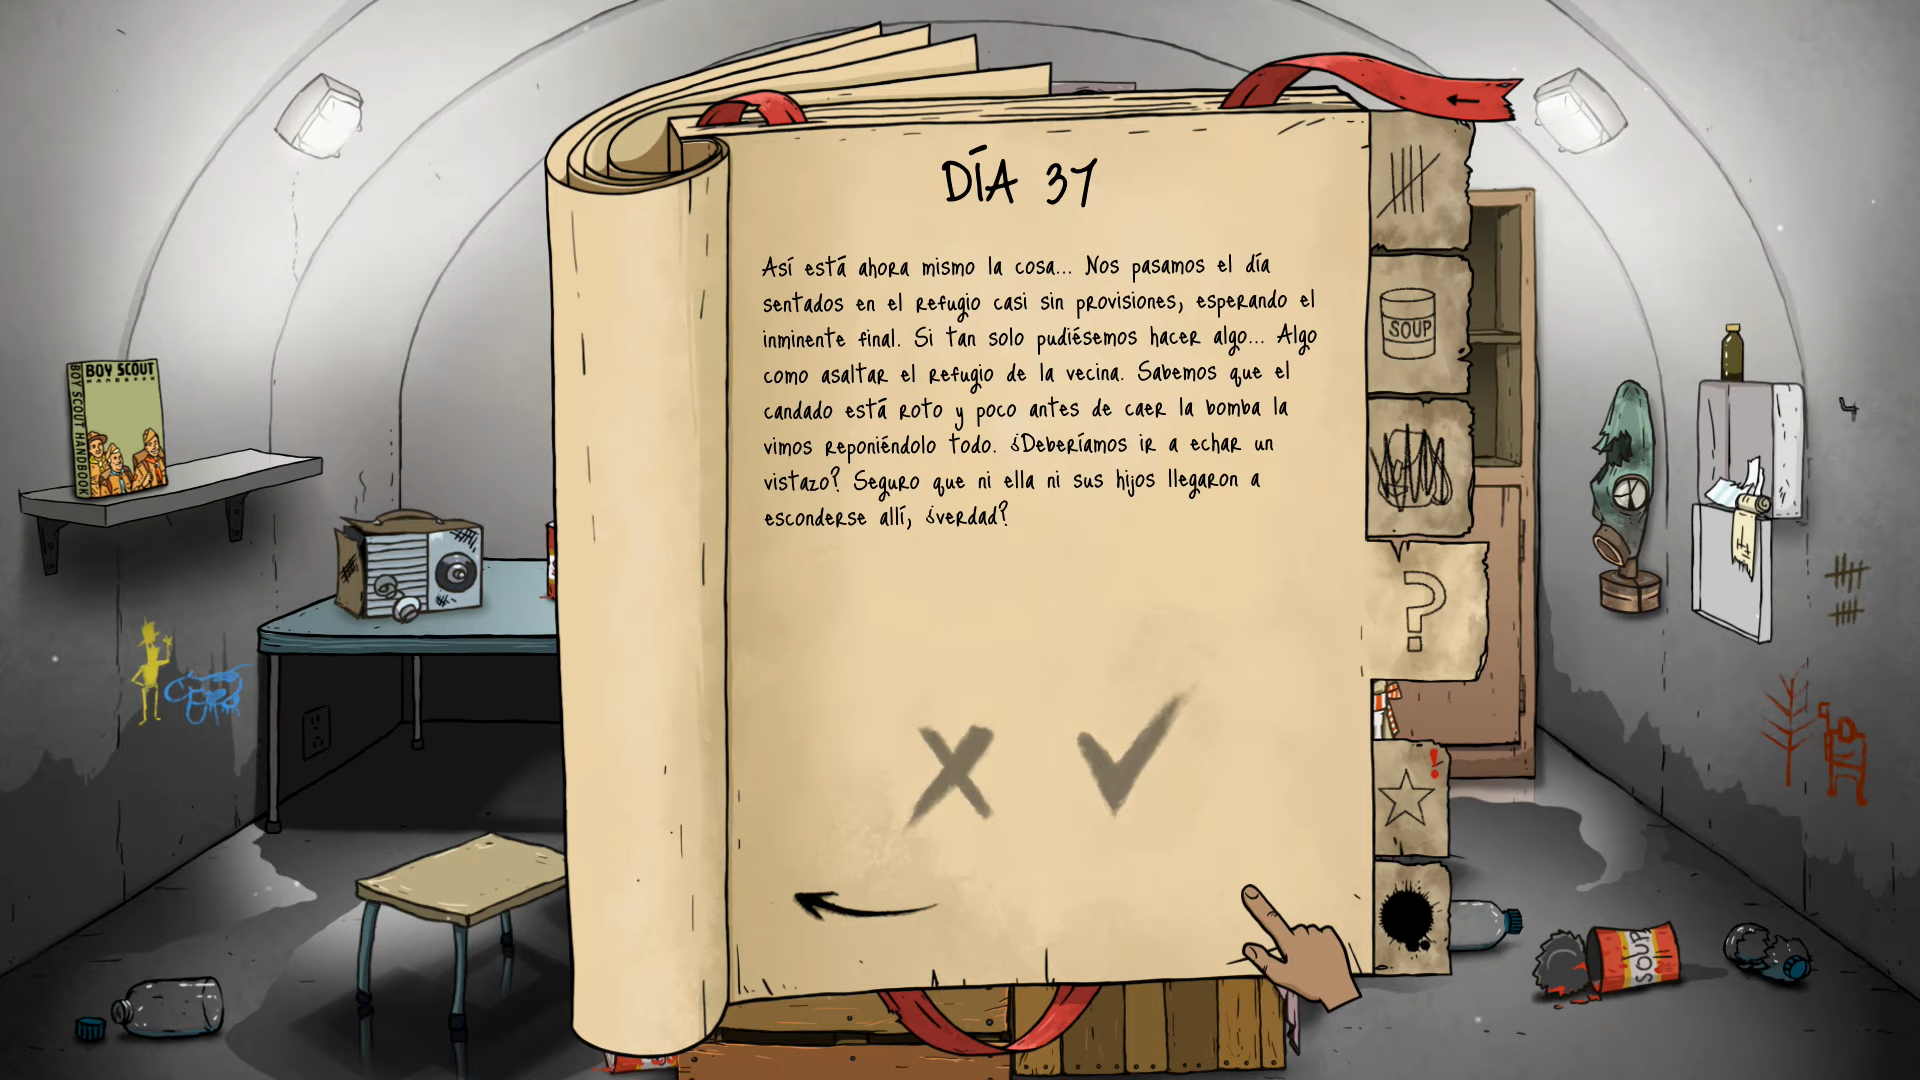 DÍA 37
Así está ahora mismo la cosa... Nos pasamos el día
sentados en el refugio casi sin provisiones, esperando el
inminente final. Si tan solo pudiésemos hacer algo... Algo
como asaltar el refugio de la vecina. Sabemos que el
candado está roto y poco antes de caer la bomba la
vimos reponiéndolo todo. ¿Deberíamos ir a echar un
vistazo? Seguro que ni ella ni sus hijos llegaron a
esconderse allí, ¿verdad?
SOUP
?
!
BOY SCOUT
HANDBOOK
BOY SCOUT HANDBOOK
SOUP